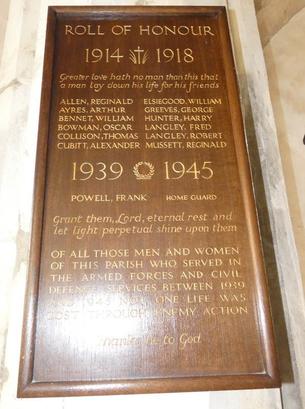 ROLL OF HONOUR
1914 1918
Greater love hath no man than this that
a man lay down his life for his friends
ALLEN, REGINALD ELSIEGOOD, WILLIAM
AYRES, ARTHUR GREEVES, GEORGE
BENNET, WILLIAM HUNTER, HARRY
BOWMAN, OSCAR LANGLEY, FRED
COLLISON, THOMAS LANGLEY, ROBERT
CUBITT, ALEXANDER MUSSETT, REGINALD
1939 1945
POWELL, FRANK HOME GUARD
Grant them, Lord, eternal rest and
let light perpetual shine upon them
OF ALL THOSE MEN AND WOMEN
OF THIS PARISH WHO SERVED IN
THE ARMED FORCES AND CIVIL
DEFENCE SERVICES BETWEEN 1939
1945 NOT ONE LIFE WAS
LOST THROUGH ENEMY ACTION
Thanks be to God